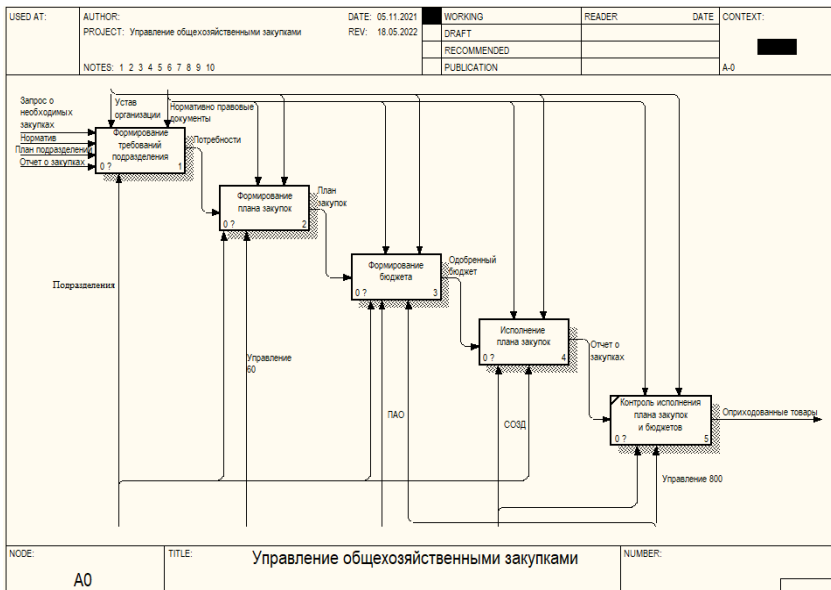 USED AT:
AUTHOR:
DATE: 05.11.2021
WORKING
READER
DATE
CONTEXT:
PROJECT: Управление общехозяйственными закупками
REV: 18.05.2022
DRAFT
RECOMMENDED
NOTES: 1 2 3 4 5 6 7 8 9 10
PUBLICATION
A-0
Запрос о
необходимых
закупках
Норматив
План подразделений
Отчет о закупках
Устав
организации
Нормативно правовые
документы
Формирование
требований
подразделения
0 ?
1
Потребности
Формирование
плана закупок
0 ?
2
План
закупок
Формирование
бюджета
0 ?
3
Одобренный
бюджет
Исполнение
плана закупок
0 ?
4
Отчет о
закупках
Контроль исполнения
плана закупок
и бюджетов
0 ?
5
Оприходованные товары
Подразделения
Управление
60
ПАО
СОЗД
Управление 800
NODE:
A0
TITLE:
Управление общехозяйственными закупками
NUMBER: